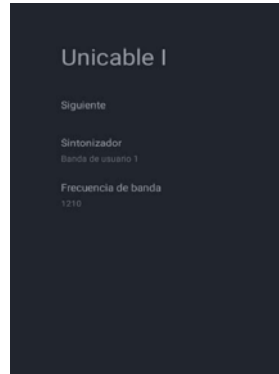 Unicable I
Siguiente
Sintonizador
Banda de usuario 1
Frecuencia de banda
1210